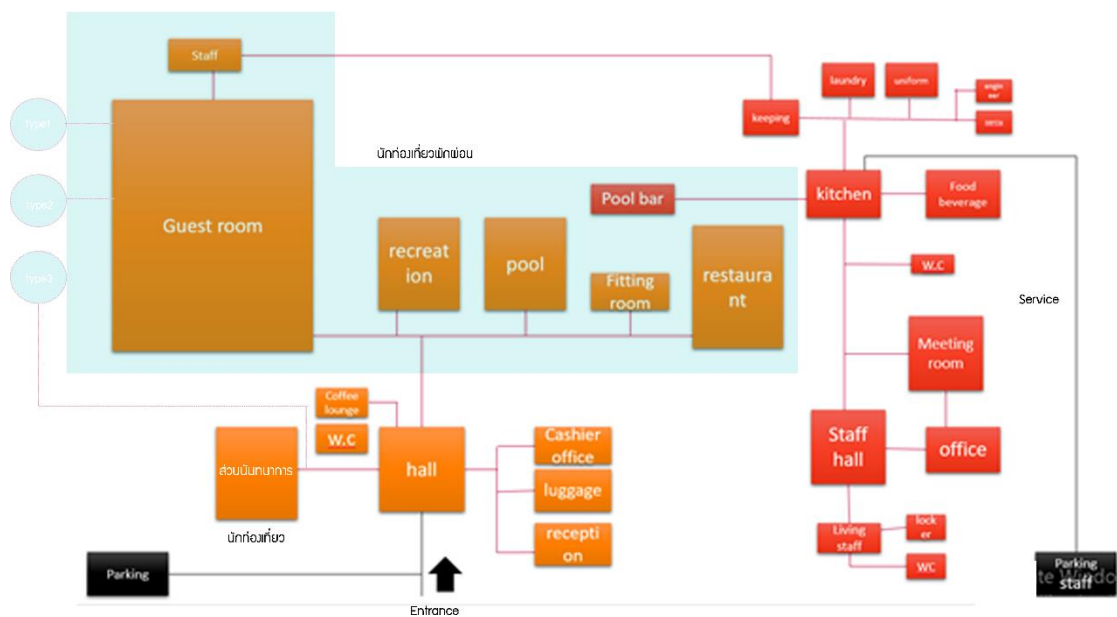 Staff
laundry
uniform
engin
eer
keeping
type1
นักท่องเที่ยวพักผ่อน
kitchen
Food
beverage
Pool bar
type2
Guest room
recreat
ion
pool
Fitting
room
restaura
nt
W.C
type3
Service
Meeting
room
Coffee
lounge
W.C
hall
Cashier
office
luggage
recepti
on
ส่วนนันทนาการ
นักท่องเที่ยว
Staff
hall
office
Living
staff
lock
er
WC
Parking
Entrance
Parking
staff
te Windo